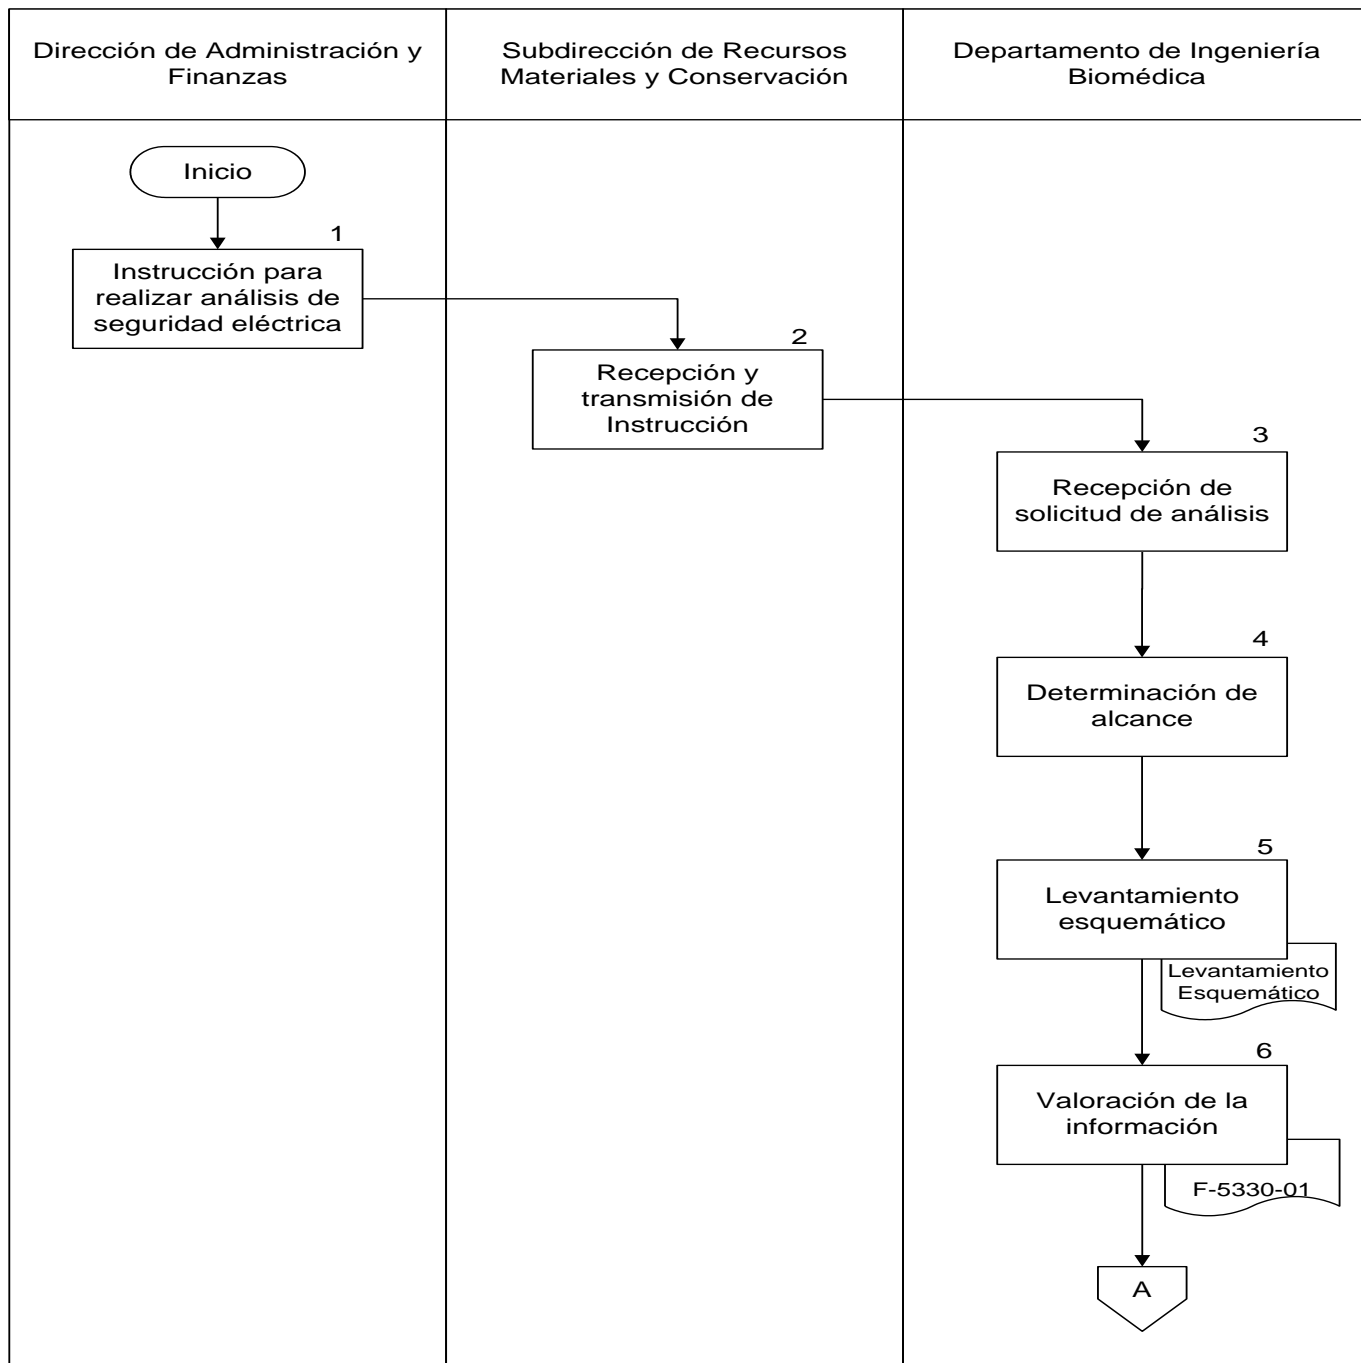 Dirección de Administración y
Finanzas
Subdirección de Recursos
Materiales y Conservación
Departamento de Ingeniería
Biomédica
Inicio
1
Instrucción para
realizar análisis de
seguridad eléctrica
2
Recepción y
transmisión de
Instrucción
3
Recepción de
solicitud de análisis
4
Determinación de
alcance
5
Levantamiento
esquemático
Levantamiento
Esquemático
6
Valoración de la
información
F-5330-01
A